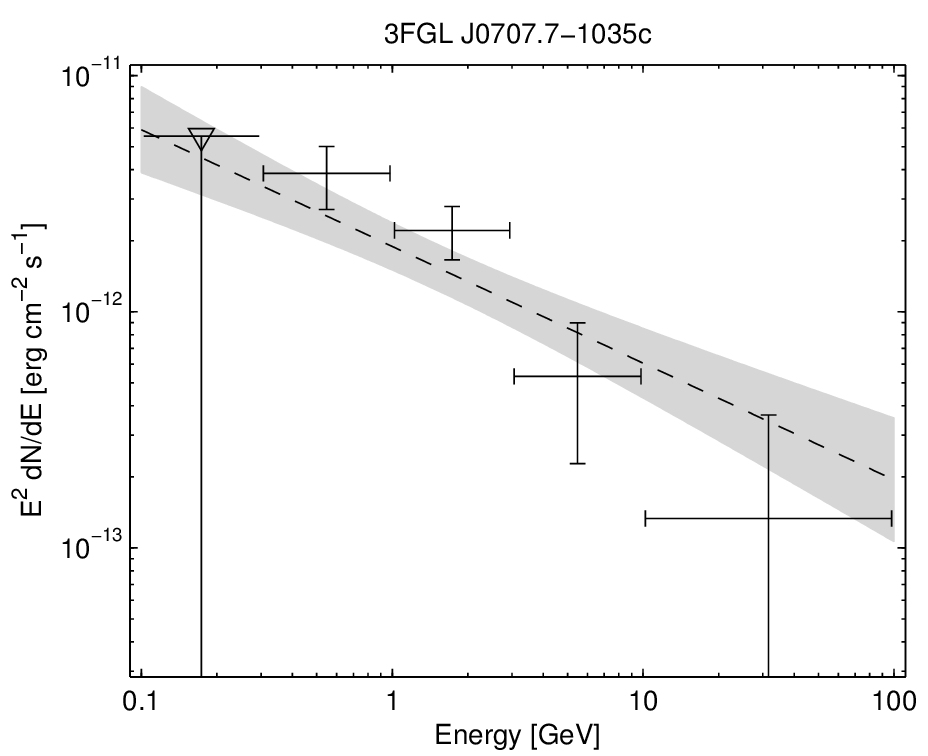 3FGL J0707.7−1035c
10⁻¹¹
10⁻¹²
10⁻¹³
E² dN/dE [erg cm⁻² s⁻¹]
0.1 1 10 100
Energy [GeV]